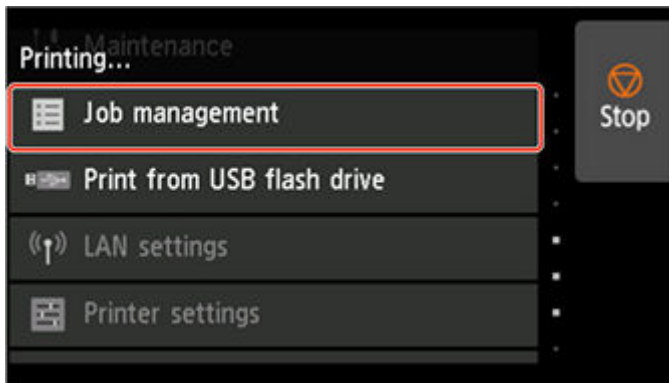 Maintenance
Printing...
Job management
Stop
Print from USB flash drive
LAN settings
Printer settings